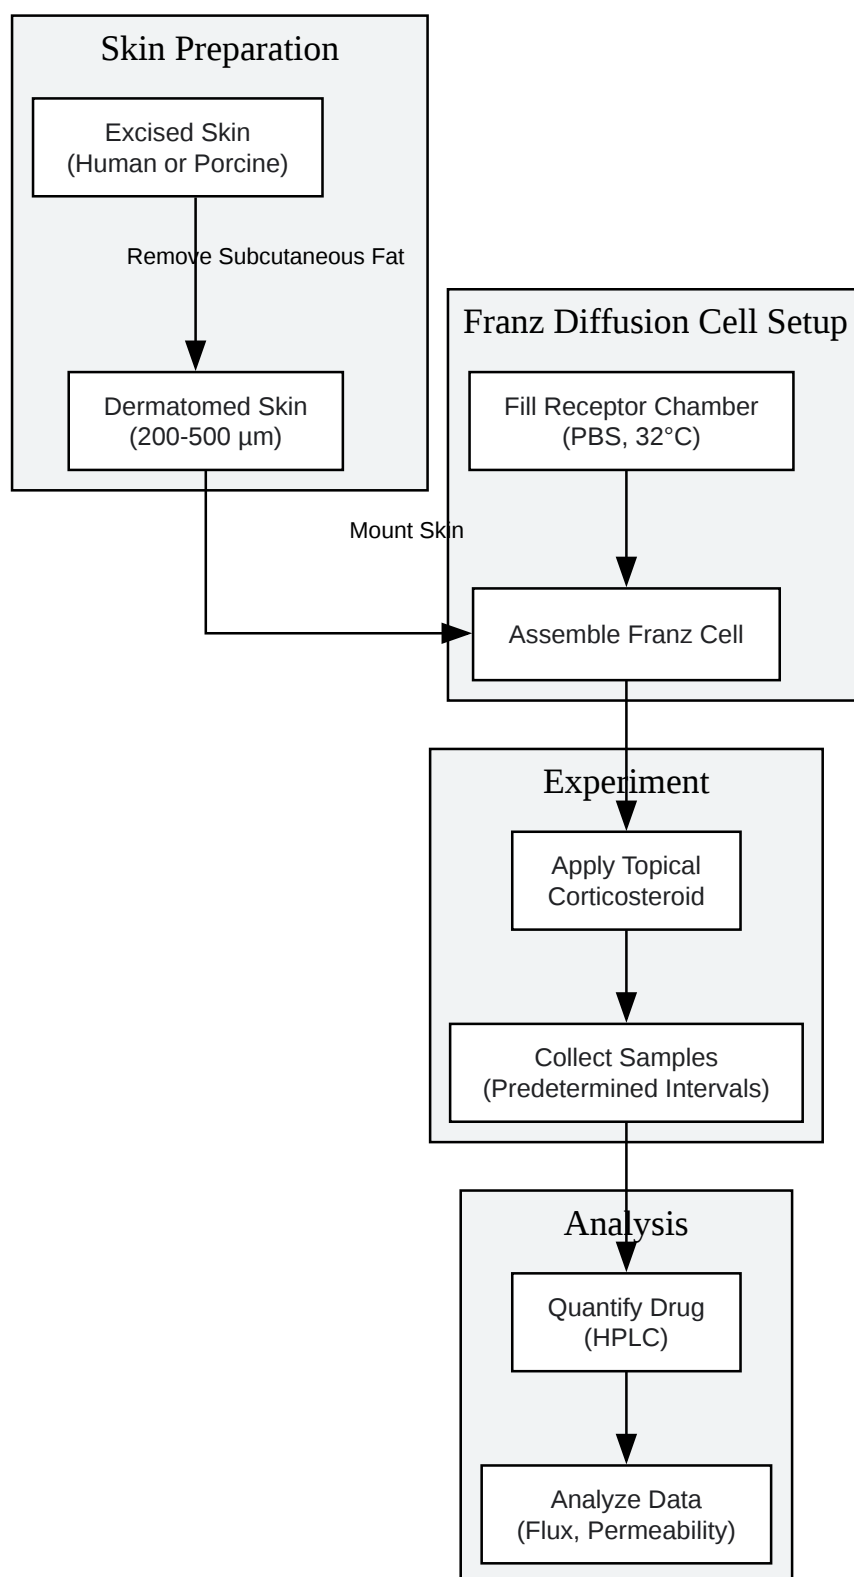 Skin Preparation
Excised Skin
(Human or Porcine)
Remove Subcutaneous Fat
Dermatomed Skin
(200-500 µm)
Mount Skin
Franz Diffusion Cell Setup
Fill Receptor Chamber
(PBS, 32°C)
Assemble Franz Cell
Experiment
Apply Topical
Corticosteroid
Collect Samples
(Predetermined Intervals)
Analysis
Quantify Drug
(HPLC)
Analyze Data
(Flux, Permeability)